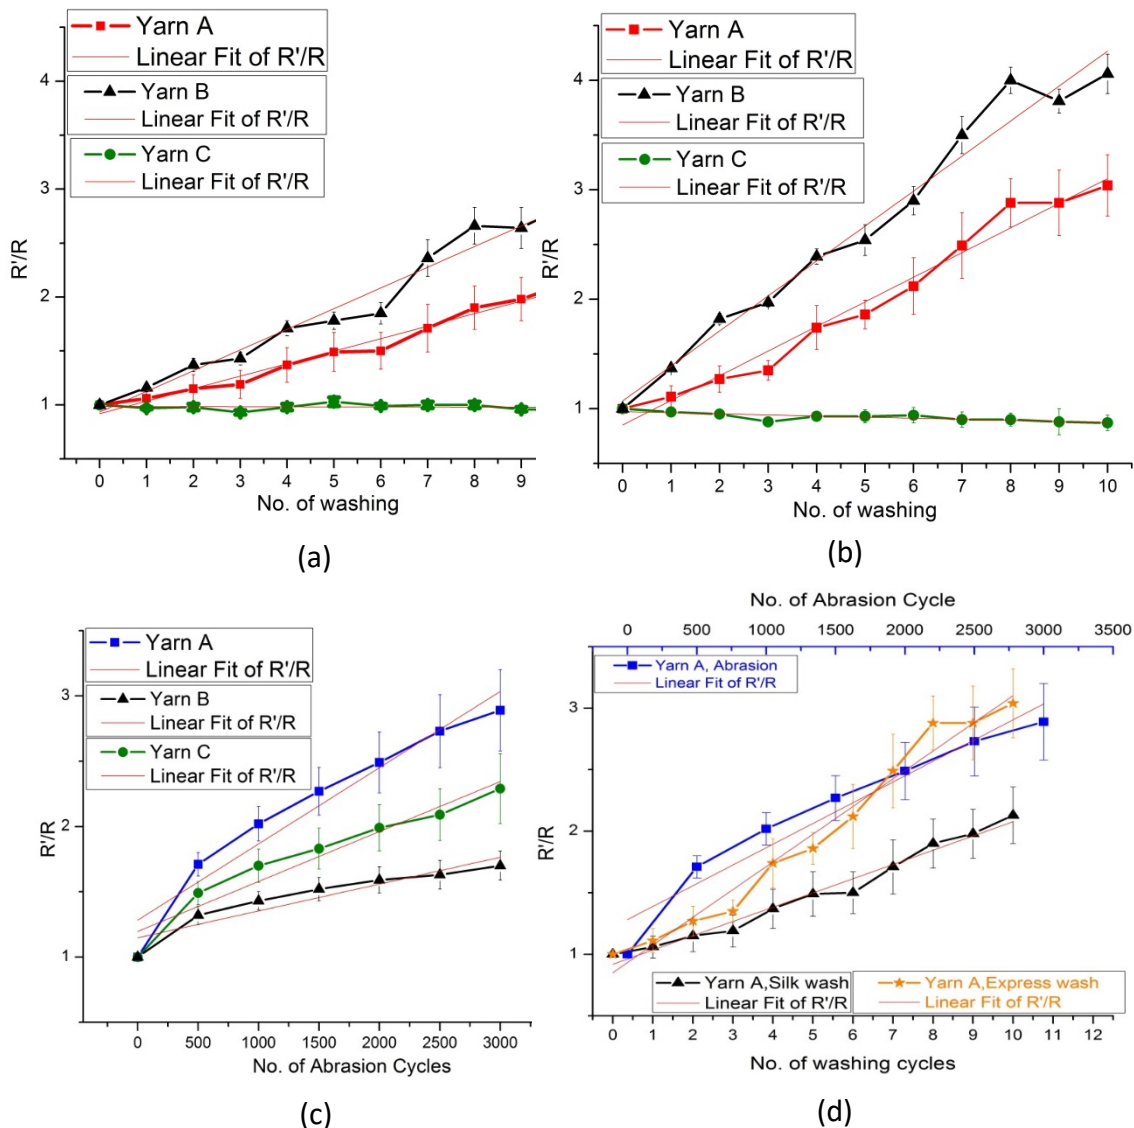 Yarn A
Linear Fit of R'/R
Yarn B
Linear Fit of R'/R
Yarn C
Linear Fit of R'/R
4
3
2
1
R'/R
0 1 2 3 4 5 6 7 8 9
No. of washing
(a)
Yarn A
Linear Fit of R'/R
Yarn B
Linear Fit of R'/R
Yarn C
Linear Fit of R'/R
4
3
2
1
R'/R
0 1 2 3 4 5 6 7 8 9 10
No. of washing
(b)
Yarn A
Linear Fit of R'/R
Yarn B
Linear Fit of R'/R
Yarn C
Linear Fit of R'/R
3
2
1
R'/R
0 500 1000 1500 2000 2500 3000
No. of Abrasion Cycles
(c)
No. of Abrasion Cycle
0 500 1000 1500 2000 2500 3000 3500
Yarn A, Abrasion
Linear Fit of R'/R
3
2
1
R'/R
Yarn A,Silk wash
Linear Fit of R'/R
Yarn A,Express wash
Linear Fit of R'/R
0 1 2 3 4 5 6 7 8 9 10 11 12
No. of washing cycles
(d)